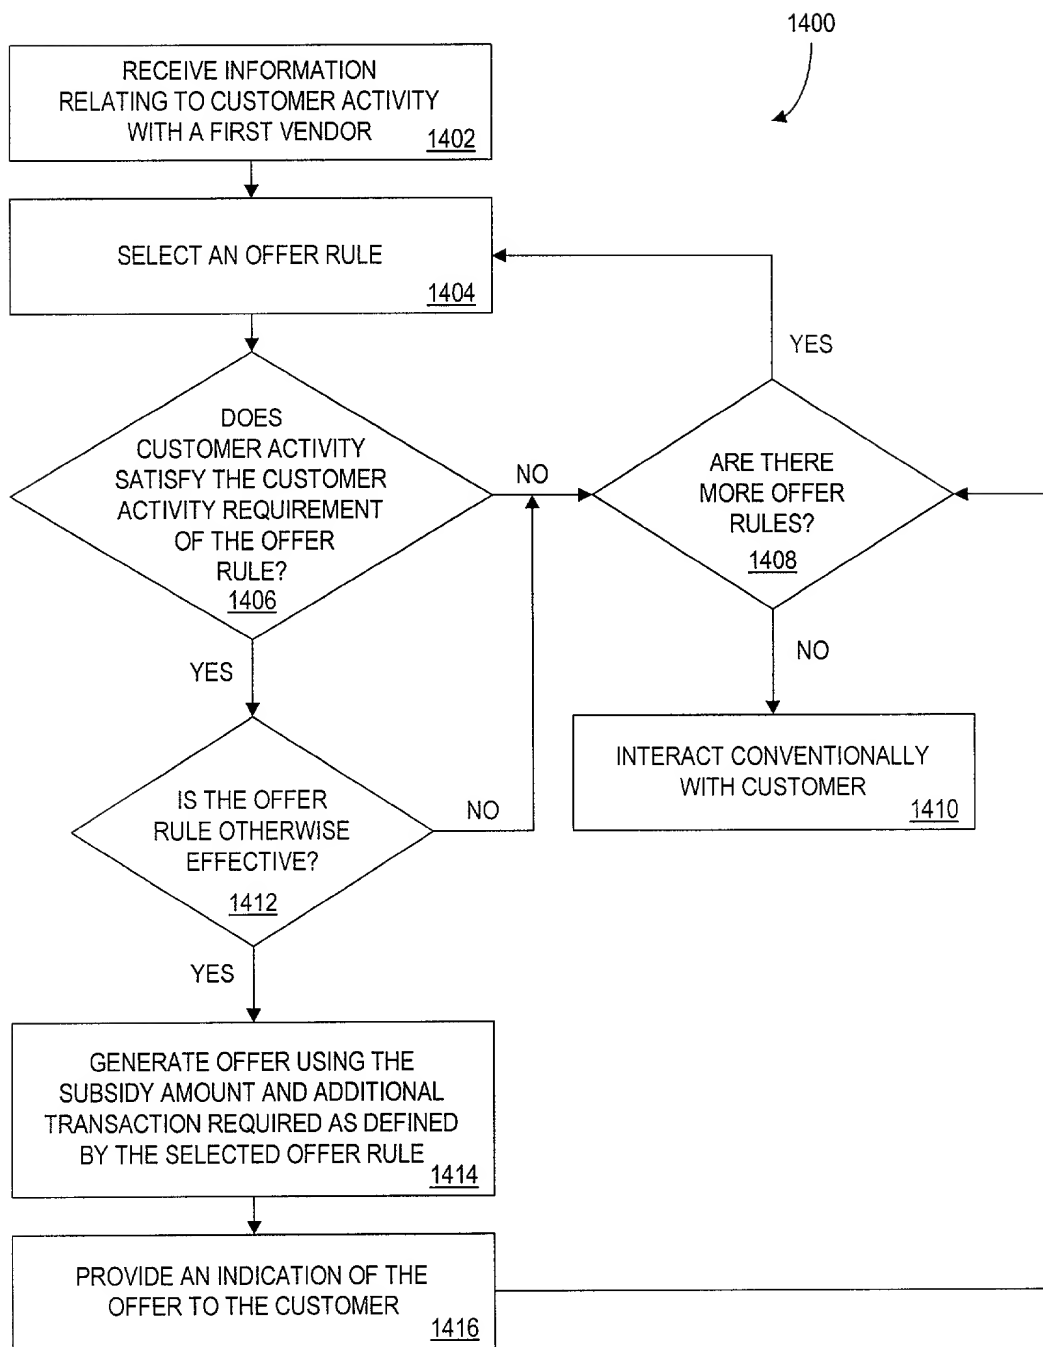 1400
RECEIVE INFORMATION
RELATING TO CUSTOMER ACTIVITY
WITH A FIRST VENDOR
1402
SELECT AN OFFER RULE
1404
YES
DOES
CUSTOMER ACTIVITY
SATISFY THE CUSTOMER
ACTIVITY REQUIREMENT
OF THE OFFER
RULE?
1406
NO
ARE THERE
MORE OFFER
RULES?
1408
YES
NO
INTERACT CONVENTIONALLY
WITH CUSTOMER
1410
IS THE OFFER
RULE OTHERWISE
EFFECTIVE?
1412
NO
YES
GENERATE OFFER USING THE
SUBSIDY AMOUNT AND ADDITIONAL
TRANSACTION REQUIRED AS DEFINED
BY THE SELECTED OFFER RULE
1414
PROVIDE AN INDICATION OF THE
OFFER TO THE CUSTOMER
1416